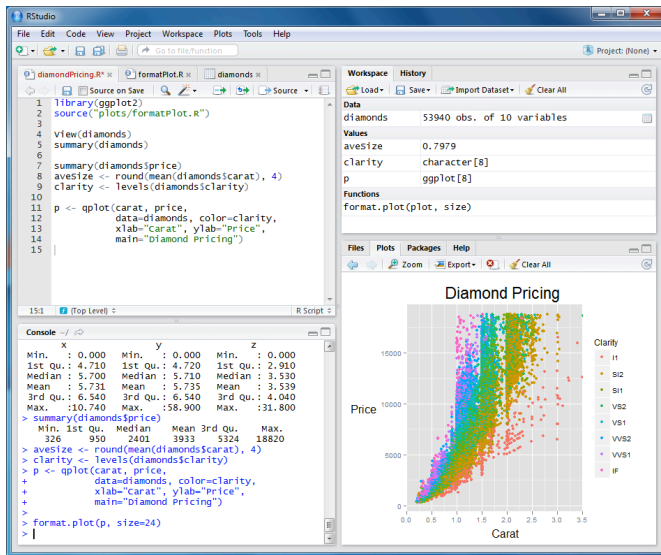 RStudio
File Edit Code View Project Workspace Plots Tools Help
Go to file/function
Project: (None)
diamondPricing.R* × formatPlot.R × diamonds ×
Source on Save Source
1 library(ggplot2)
2 source("plots/formatPlot.R")
3
4 View(diamonds)
5 summary(diamonds)
6
7 summary(diamonds$price)
8 aveSize <- round(mean(diamonds$carat), 4)
9 clarity <- levels(diamonds$clarity)
10
11 p <- qplot(carat, price,
12 data=diamonds, color=clarity,
13 xlab="Carat", ylab="Price",
14 main="Diamond Pricing")
15
15:1 (Top Level) R Script
Console ~/
x y z
Min. : 0.000 Min. : 0.000 Min. : 0.000
1st Qu.: 4.710 1st Qu.: 4.720 1st Qu.: 2.910
Median : 5.700 Median : 5.710 Median : 3.530
Mean : 5.731 Mean : 5.735 Mean : 3.539
3rd Qu.: 6.540 3rd Qu.: 6.540 3rd Qu.: 4.040
Max. :10.740 Max. :58.900 Max. :31.800
> summary(diamonds$price)
Min. 1st Qu. Median Mean 3rd Qu. Max.
326 950 2401 3933 5324 18820
> aveSize <- round(mean(diamonds$carat), 4)
> clarity <- levels(diamonds$clarity)
> p <- qplot(carat, price,
+ data=diamonds, color=clarity,
+ xlab="Carat", ylab="Price",
+ main="Diamond Pricing")
>
> format.plot(p, size=24)
>
Workspace History
Load Save Import Dataset Clear All
Data
diamonds 53940 obs. of 10 variables
Values
aveSize 0.7979
clarity character[8]
p ggplot[8]
Functions
format.plot(plot, size)
Files Plots Packages Help
Zoom Export Clear All
Diamond Pricing
Price
15000
10000
5000
0
0.0 0.5 1.0 1.5 2.0 2.5 3.0 3.5
Carat
Clarity
I1
SI2
SI1
VS2
VS1
VVS2
VVS1
IF